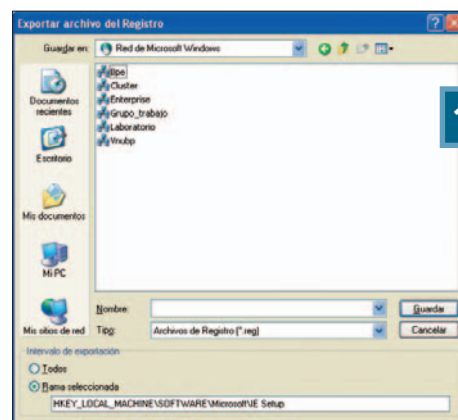 Exportar archivo del Registro
Guardar en: Red de Microsoft Windows
Cluster
Enterprise
Grupo_trabajo
Laboratorio
Vnubp
Documentos recientes
Escritorio
Mis documentos
Mi PC
Mis sitios de red
Nombre:
Tipo: Archivos de Registro (*.reg)
Guardar
Cancelar
Intervalo de exportación
Todos
Rama seleccionada
HKEY_LOCAL_MACHINE\SOFTWARE\Microsoft\IE Setup